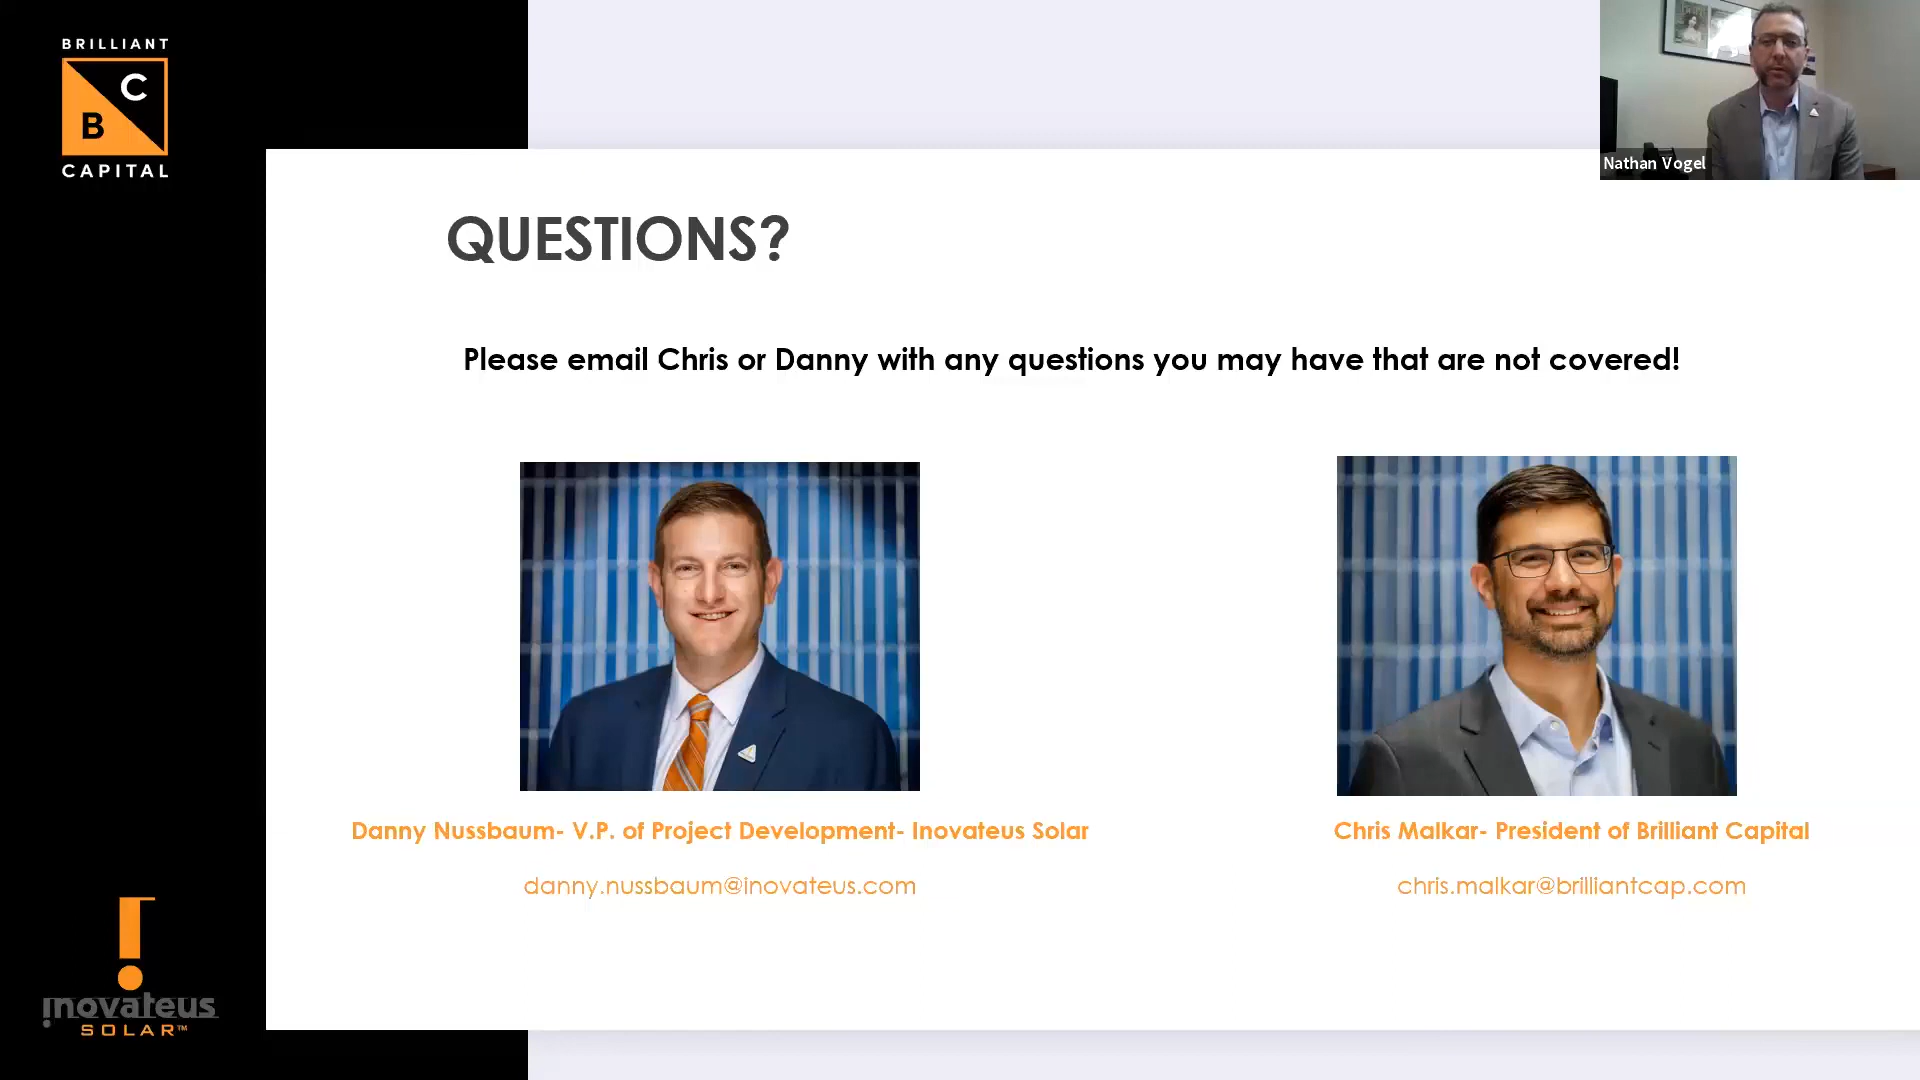 BRILLIANT
C
B
CAPITAL
Nathan Vogel
QUESTIONS?
Please email Chris or Danny with any questions you may have that are not covered!
Danny Nussbaum- V.P. of Project Development- Inovateus Solar
Chris Malkar- President of Brilliant Capital
danny.nussbaum@inovateus.com
chris.malkar@brilliantcap.com
inovateus
SOLAR™